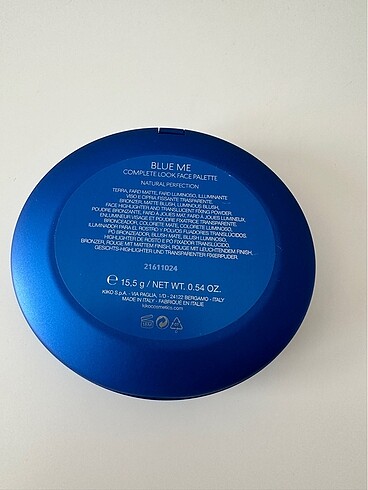 BLUE ME
COMPLETE LOOK FACE PALETTE
NATURAL PERFECTION
TERRA, FARD MATTE, FARD LUMINOSO, ILLUMINANTE
VISO E CIPRIA FISSANTE TRASPARENTE.
BRONZER, MATTE BLUSH, LUMINOUS BLUSH,
FACE HIGHLIGHTER AND TRANSLUCENT FIXING POWDER.
POUDRE BRONZANTE, FARD À JOUES MAT, FARD À JOUES LUMINEUX,
ENLUMINEUR VISAGE ET POUDRE FIXATRICE TRANSPARENTE.
BRONCEADOR, COLORETE MATE, COLORETE LUMINOSO,
ILUMINADOR PARA EL ROSTRO Y POLVOS FIJADORES TRANSLÚCIDOS.
PÓ BRONZEADOR, BLUSH MATE, BLUSH LUMINOSO,
HIGHLIGHTER DE ROSTO E PÓ FIXADOR TRANSLÚCIDO.
BRONZER, ROUGE MIT MATTEM FINISH, ROUGE MIT LEUCHTENDEM FINISH,
GESICHTS-HIGHLIGHTER UND TRANSPARENTER FIXIERPUDER.
21611024
℮ 15,5 g / NET WT. 0.54 OZ.
KIKO S.p.A. - VIA PAGLIA, 1/D - 24122 BERGAMO - ITALY
MADE IN ITALY - FABRIQUÉ EN ITALIE
kikocosmetics.com